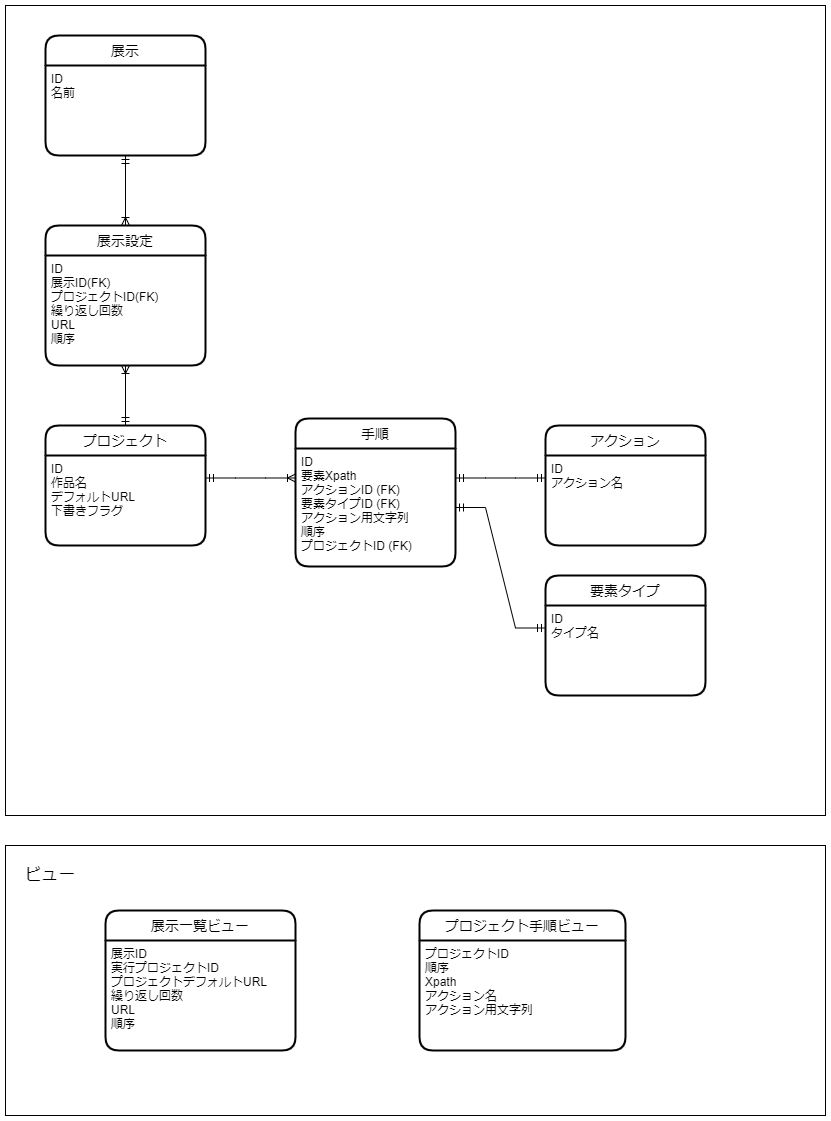 展示
ID
名前
展示設定
ID
展示ID(FK)
プロジェクトID(FK)
繰り返し回数
URL
順序
プロジェクト
ID
作品名
デフォルトURL
下書きフラグ
手順
ID
要素Xpath
アクションID (FK)
要素タイプID (FK)
アクション用文字列
順序
プロジェクトID (FK)
アクション
ID
アクション名
要素タイプ
ID
タイプ名
ビュー
展示一覧ビュー
展示ID
実行プロジェクトID
プロジェクトデフォルトURL
繰り返し回数
URL
順序
プロジェクト手順ビュー
プロジェクトID
順序
Xpath
アクション名
アクション用文字列